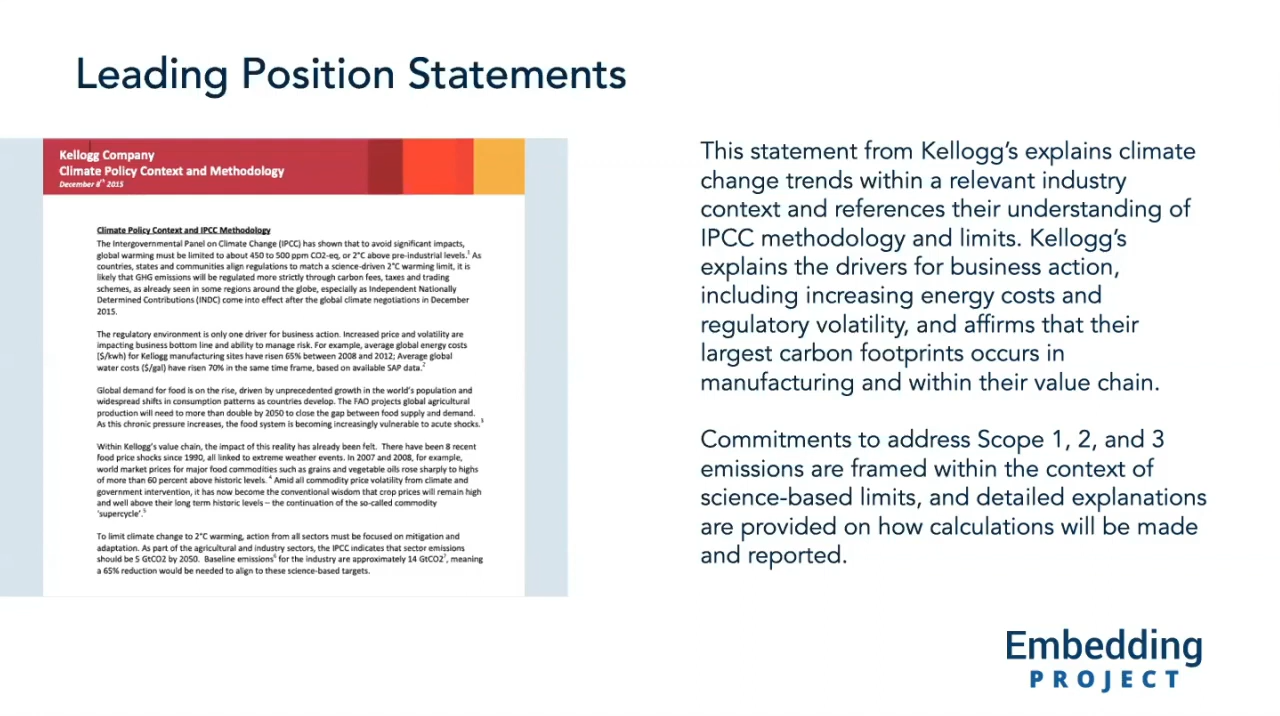 Leading Position Statements
Kellogg Company
Climate Policy Context and Methodology
December 8th 2015
Climate Policy Context and IPCC Methodology
The Intergovernmental Panel on Climate Change (IPCC) has shown that to avoid significant impacts,
global warming must be limited to about 450 to 500 ppm CO2-eq, or 2°C above pre-industrial levels.1 As
countries, states and communities align regulations to match a science-driven 2°C warming limit, it is
likely that GHG emissions will be regulated more strictly through carbon fees, taxes and trading
schemes, as already seen in some regions around the globe, especially as Independent Nationally
Determined Contributions (INDC) come into effect after the global climate negotiations in December
2015.
The regulatory environment is only one driver for business action. Increased price and volatility are
impacting business bottom line and ability to manage risk. For example, average global energy costs
($/kwh) for Kellogg manufacturing sites have risen 65% between 2008 and 2012; Average global
water costs ($/gal) have risen 70% in the same time frame, based on available SAP data.2
Global demand for food is on the rise, driven by unprecedented growth in the world's population and
widespread shifts in consumption patterns as countries develop. The FAO projects global agricultural
production will need to more than double by 2050 to close the gap between food supply and demand.
As this chronic pressure increases, the food system is becoming increasingly vulnerable to acute shocks.3
Within Kellogg's value chain, the impact of this reality has already been felt. There have been 8 recent
food price shocks since 1990, all linked to extreme weather events. In 2007 and 2008, for example,
world market prices for major food commodities such as grains and vegetable oils rose sharply to highs
of more than 60 percent above historic levels. 4 Amid all commodity price volatility from climate and
government intervention, it has now become the conventional wisdom that crop prices will remain high
and well above their long term historic levels – the continuation of the so-called commodity
'supercycle'.5
To limit climate change to 2°C warming, action from all sectors must be focused on mitigation and
adaptation. As part of the agricultural and industry sectors, the IPCC indicates that sector emissions
should be 5 GtCO2 by 2050. Baseline emissions6 for the industry are approximately 14 GtCO27, meaning
a 65% reduction would be needed to align to these science-based targets.
This statement from Kellogg's explains climate
change trends within a relevant industry
context and references their understanding of
IPCC methodology and limits. Kellogg's
explains the drivers for business action,
including increasing energy costs and
regulatory volatility, and affirms that their
largest carbon footprints occurs in
manufacturing and within their value chain.
Commitments to address Scope 1, 2, and 3
emissions are framed within the context of
science-based limits, and detailed explanations
are provided on how calculations will be made
and reported.
Embedding
PROJECT